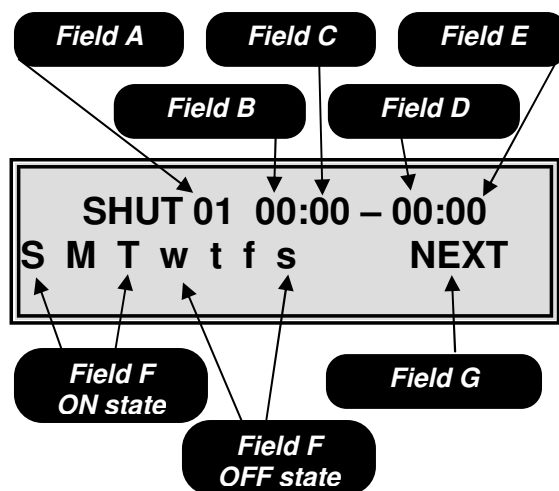 Field A
Field C
Field E
Field B
Field D
SHUT 01 00:00 – 00:00
S M T w t f s NEXT
Field F
ON state
Field G
Field F
OFF state